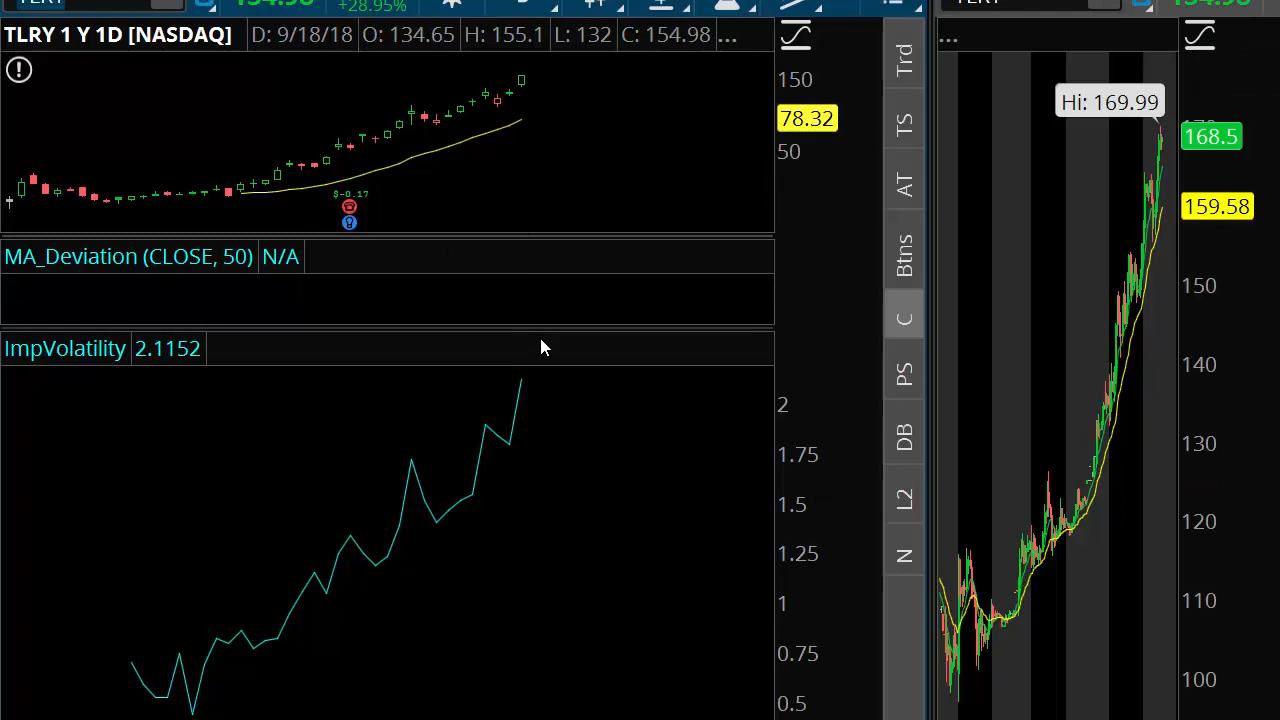 +28.95%
TLRY 1 Y 1D [NASDAQ] D: 9/18/18 O: 134.65 H: 155.1 L: 132 C: 154.98 ...
150
78.32
50
$-0.17
MA_Deviation (CLOSE, 50) N/A
ImpVolatility 2.1152
2
1.75
1.5
1.25
1
0.75
0.5
Trd
TS
AT
Btns
C
PS
DB
L2
N
...
Hi: 169.99
168.5
159.58
150
140
130
120
110
100